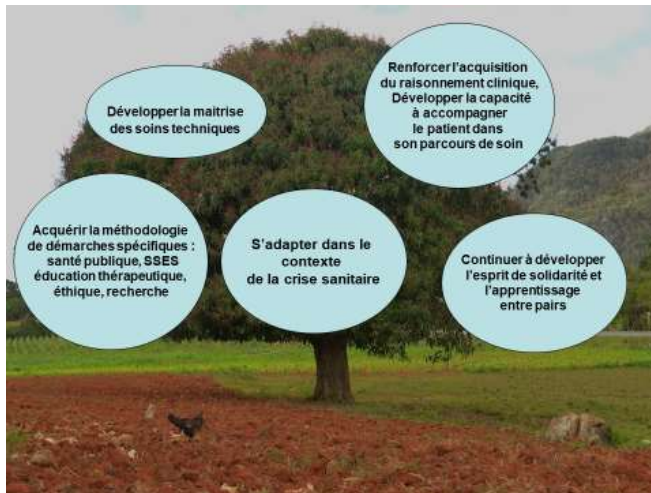 Développer la maitrise
des soins techniques
Renforcer l'acquisition
du raisonnement clinique,
Développer la capacité
à accompagner
le patient dans
son parcours de soin
Acquérir la méthodologie
de démarches spécifiques :
santé publique, SSES
éducation thérapeutique,
éthique, recherche
S'adapter dans le
contexte
de la crise sanitaire
Continuer à développer
l'esprit de solidarité et
l'apprentissage
entre pairs